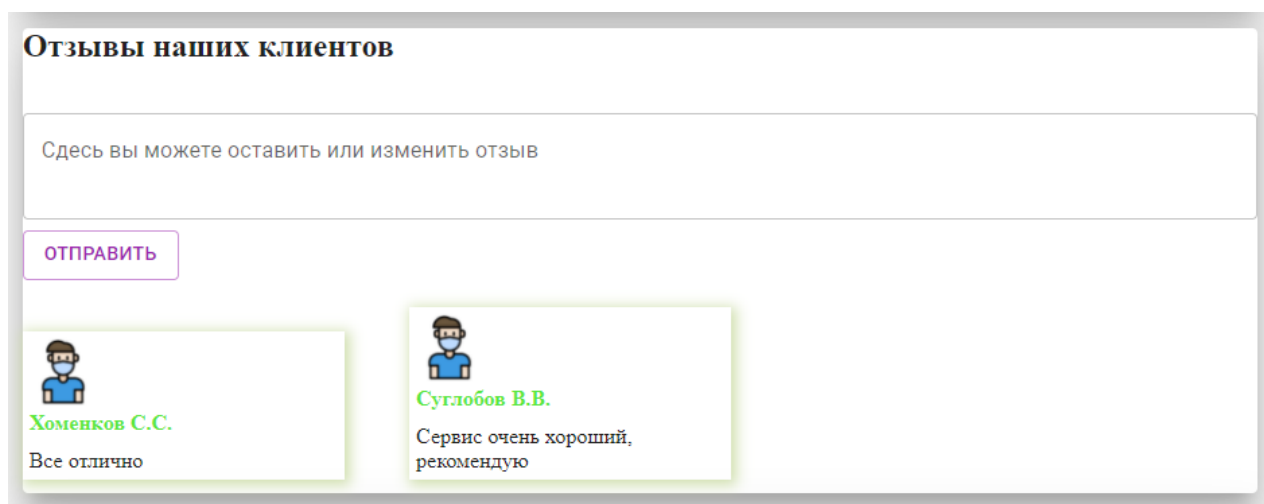 Отзывы наших клиентов
Сдесь вы можете оставить или изменить отзыв
ОТПРАВИТЬ
Хоменков С.С.
Все отлично
Суглобов В.В.
Сервис очень хороший,
рекомендую